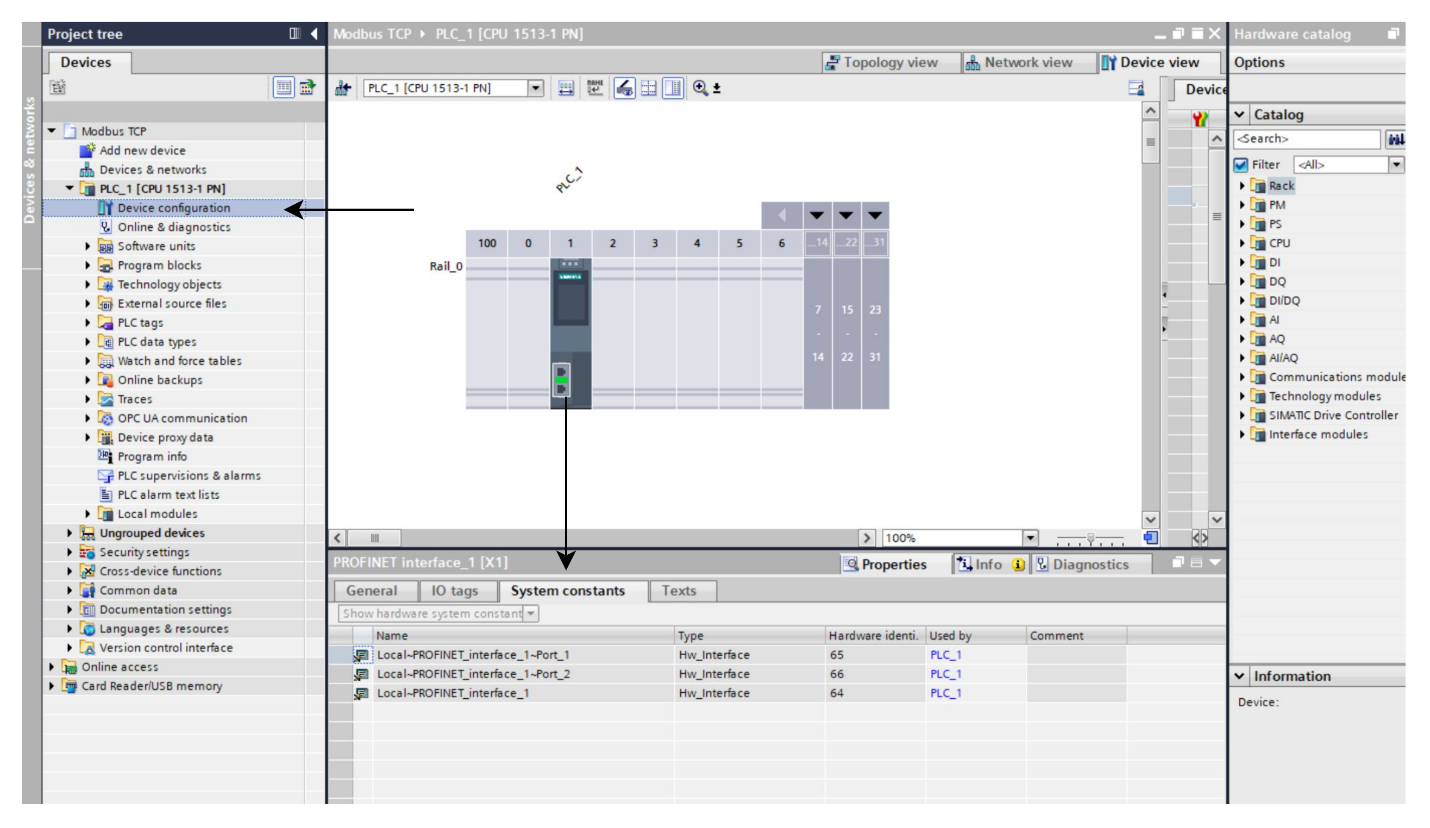 Project tree
Modbus TCP ▸ PLC_1 [CPU 1513-1 PN]
Hardware catalog
Devices
Topology view
Network view
Device view
Options
PLC_1 [CPU 1513-1 PN]
Device
Devices & networks
Modbus TCP
Add new device
Devices & networks
PLC_1 [CPU 1513-1 PN]
Device configuration
Online & diagnostics
Software units
Program blocks
Technology objects
External source files
PLC tags
PLC data types
Watch and force tables
Online backups
Traces
OPC UA communication
Device proxy data
Program info
PLC supervisions & alarms
PLC alarm text lists
Local modules
Ungrouped devices
Security settings
Cross-device functions
Common data
Documentation settings
Languages & resources
Version control interface
Online access
Card Reader/USB memory
PLC_1
100 0 1 2 3 4 5 6 ...14 ...22 ...31
Rail_0
SIEMENS
7 15 23
- - -
14 22 31
100%
Catalog
<Search>
Filter <All>
Rack
PM
PS
CPU
DI
DQ
DI/DQ
AI
AQ
AI/AQ
Communications module
Technology modules
SIMATIC Drive Controller
Interface modules
PROFINET interface_1 [X1]
Properties
Info
Diagnostics
General
IO tags
System constants
Texts
Show hardware system constant
Name Type Hardware identi. Used by Comment
Local~PROFINET_interface_1~Port_1 Hw_Interface 65 PLC_1
Local~PROFINET_interface_1~Port_2 Hw_Interface 66 PLC_1
Local~PROFINET_interface_1 Hw_Interface 64 PLC_1
Information
Device: